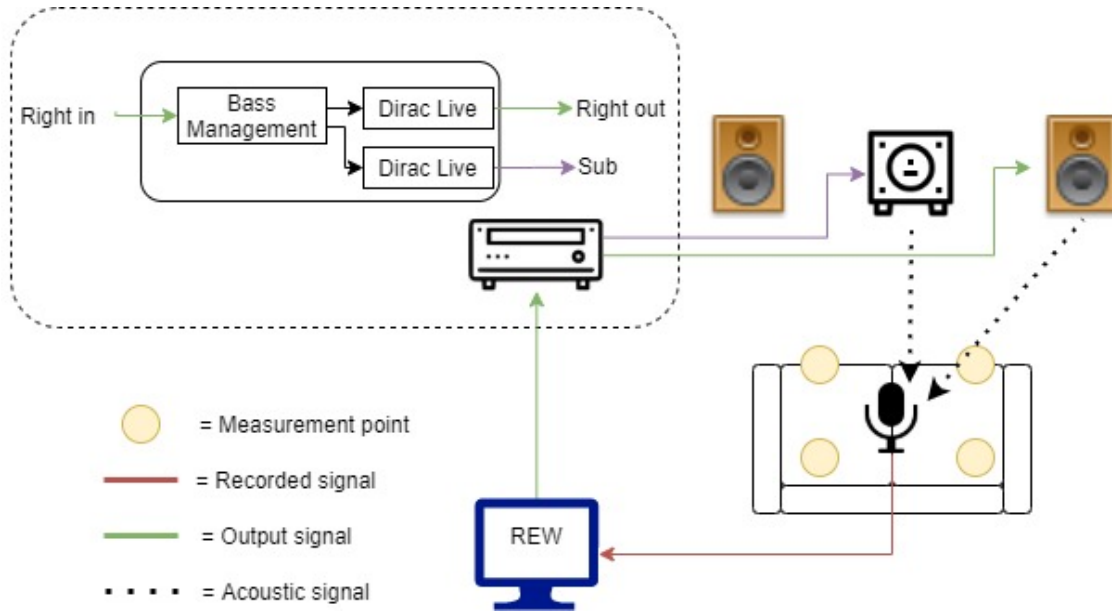 Right in
Bass
Management
Dirac Live
Right out
Dirac Live
Sub
= Measurement point
= Recorded signal
= Output signal
= Acoustic signal
REW